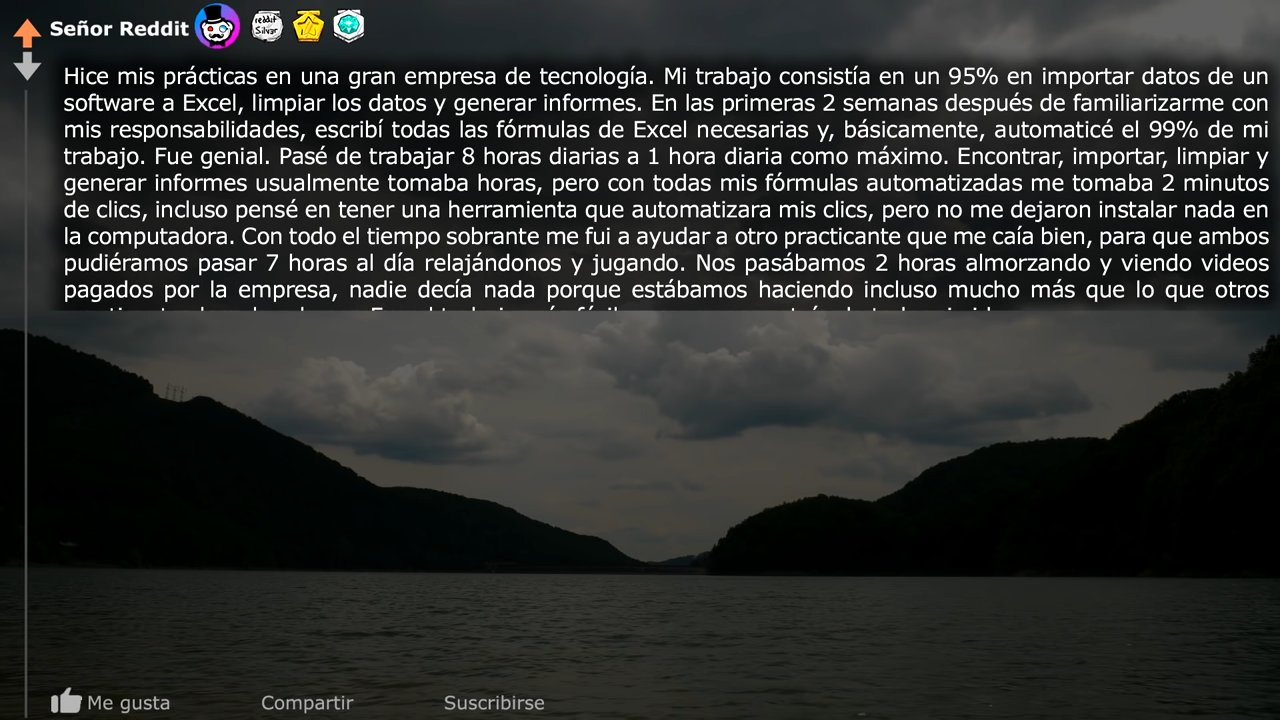 Señor Reddit
reddit
Silvar
Hice mis prácticas en una gran empresa de tecnología. Mi trabajo consistía en un 95% en importar datos de un
software a Excel, limpiar los datos y generar informes. En las primeras 2 semanas después de familiarizarme con
mis responsabilidades, escribí todas las fórmulas de Excel necesarias y, básicamente, automaticé el 99% de mi
trabajo. Fue genial. Pasé de trabajar 8 horas diarias a 1 hora diaria como máximo. Encontrar, importar, limpiar y
generar informes usualmente tomaba horas, pero con todas mis fórmulas automatizadas me tomaba 2 minutos
de clics, incluso pensé en tener una herramienta que automatizara mis clics, pero no me dejaron instalar nada en
la computadora. Con todo el tiempo sobrante me fui a ayudar a otro practicante que me caía bien, para que ambos
pudiéramos pasar 7 horas al día relajándonos y jugando. Nos pasábamos 2 horas almorzando y viendo videos
pagados por la empresa, nadie decía nada porque estábamos haciendo incluso mucho más que lo que otros
Me gusta
Compartir
Suscribirse